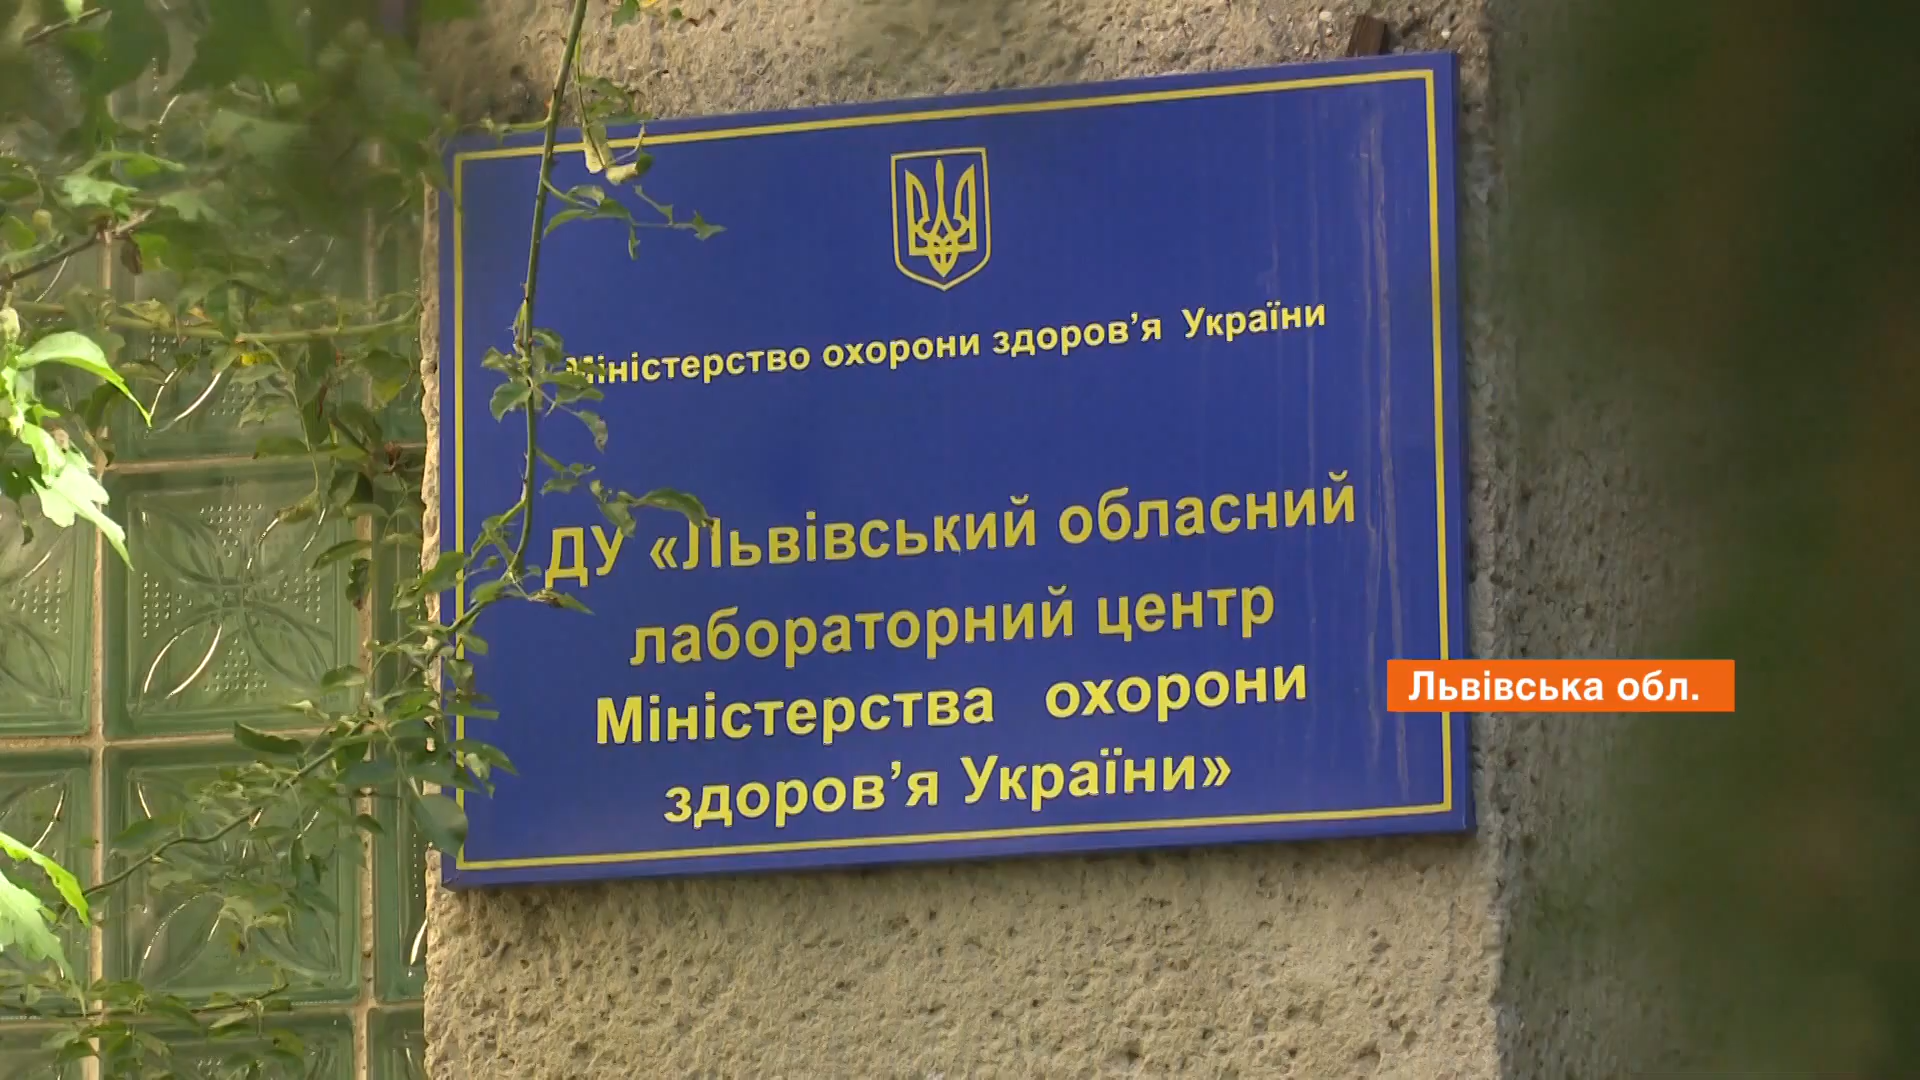 Міністерство охорони здоров’я України
ДУ «Львівський обласний
лабораторний центр
Міністерства охорони
здоров’я України»
Львівська обл.